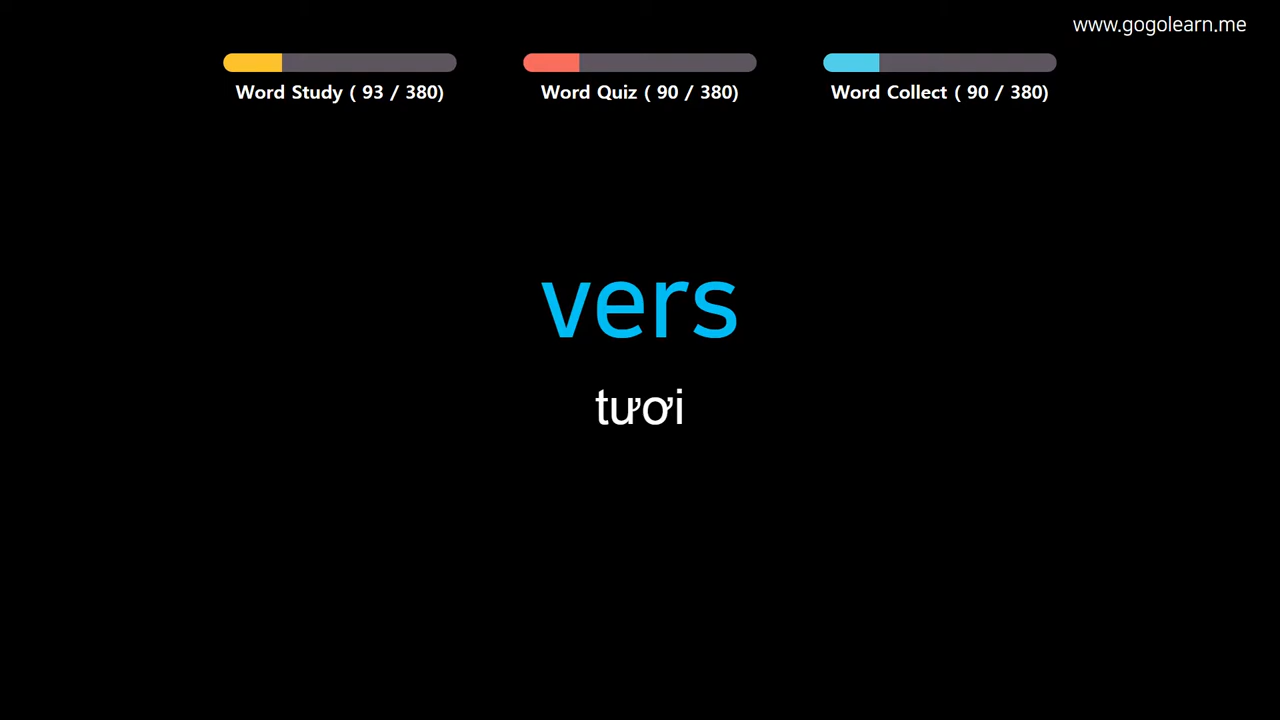 www.gogolearn.me
Word Study ( 93 / 380)
Word Quiz ( 90 / 380)
Word Collect ( 90 / 380)
vers
tươi